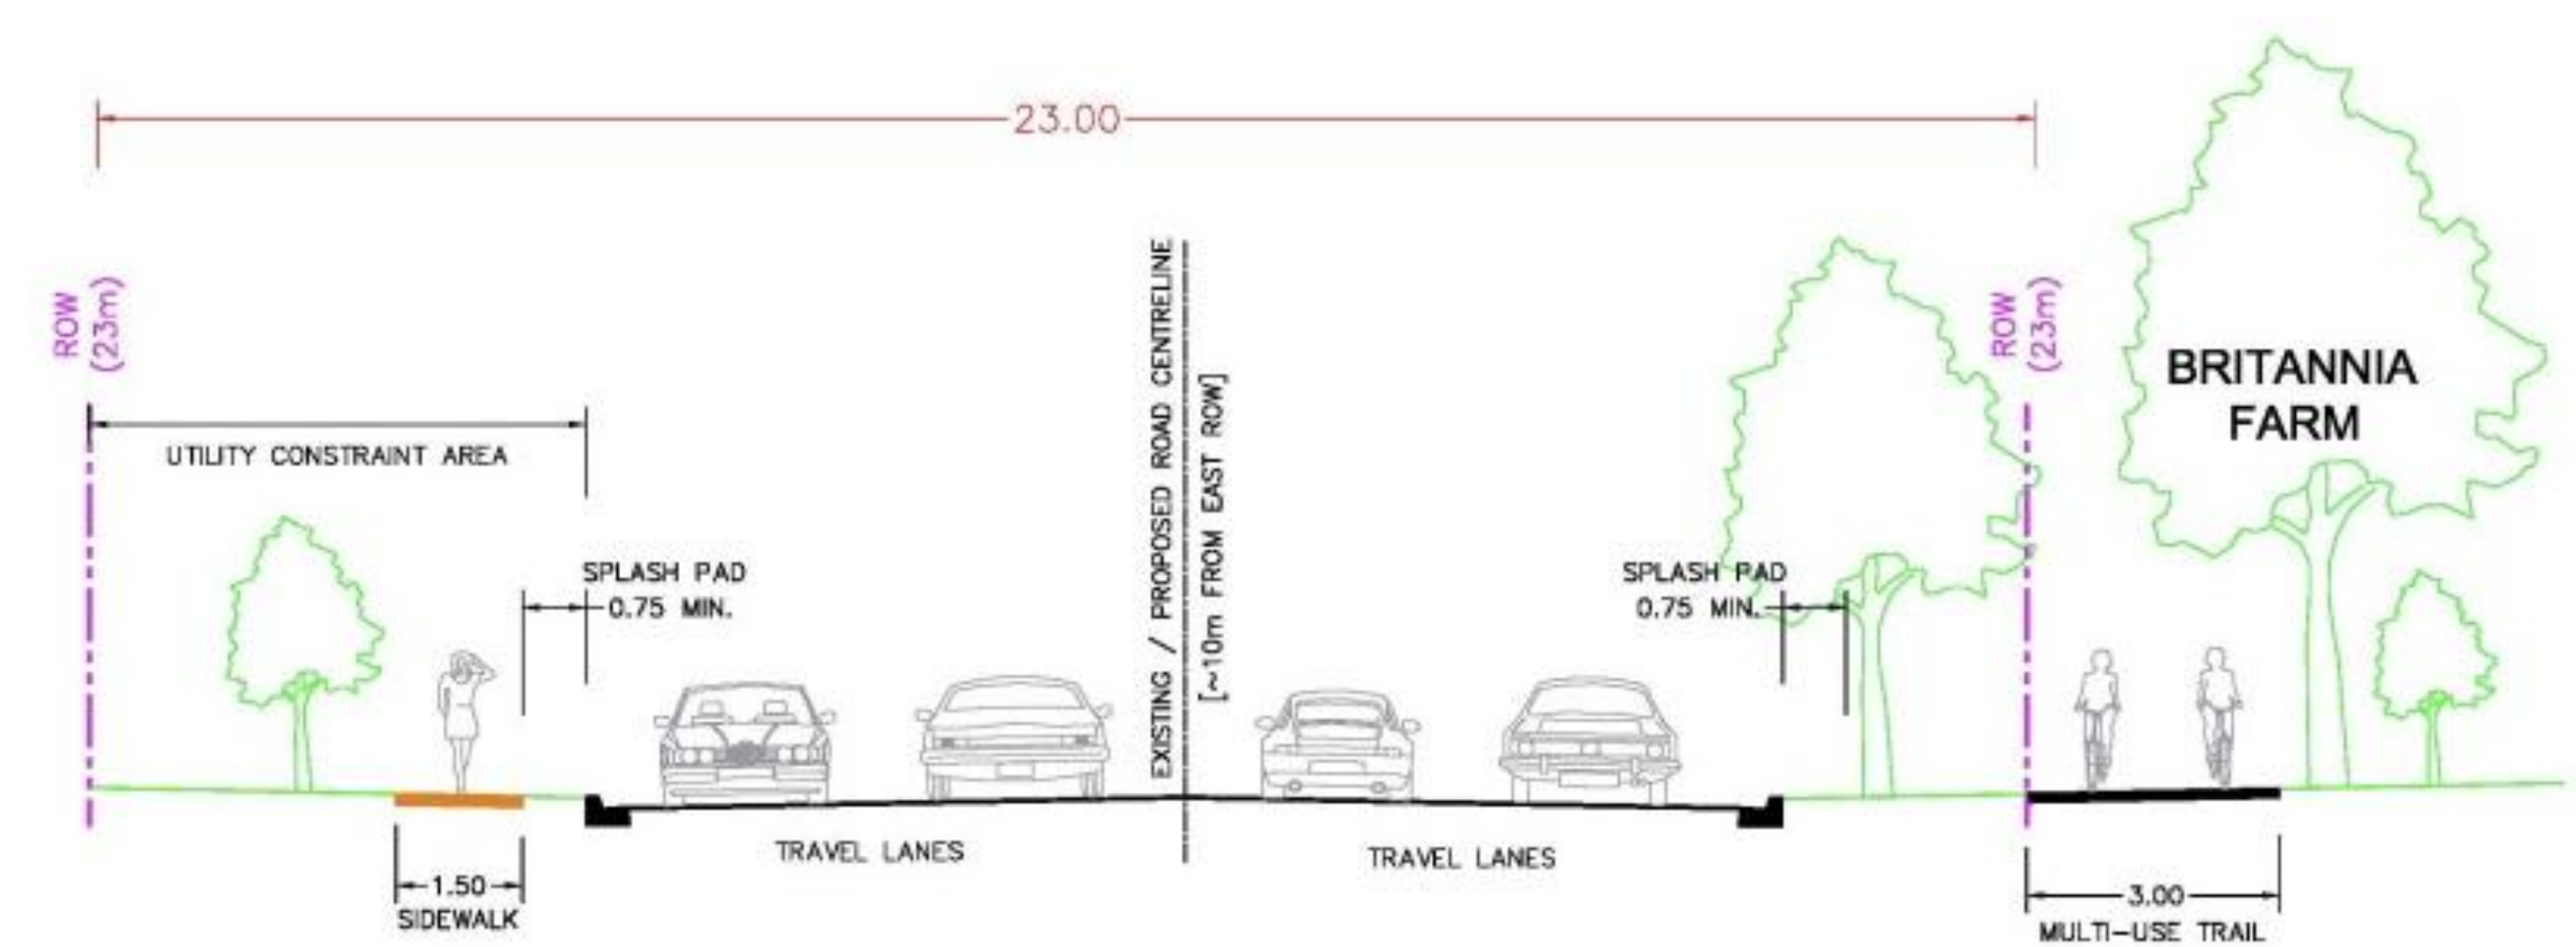 23.00
ROW
(23m)
EXISTING / PROPOSED ROAD CENTRELINE
[~10m FROM EAST ROW]
ROW
(23m)
BRITANNIA
FARM
UTILITY CONSTRAINT AREA
SPLASH PAD
0.75 MIN.
SPLASH PAD
0.75 MIN.
TRAVEL LANES
TRAVEL LANES
1.50
SIDEWALK
3.00
MULTI-USE TRAIL